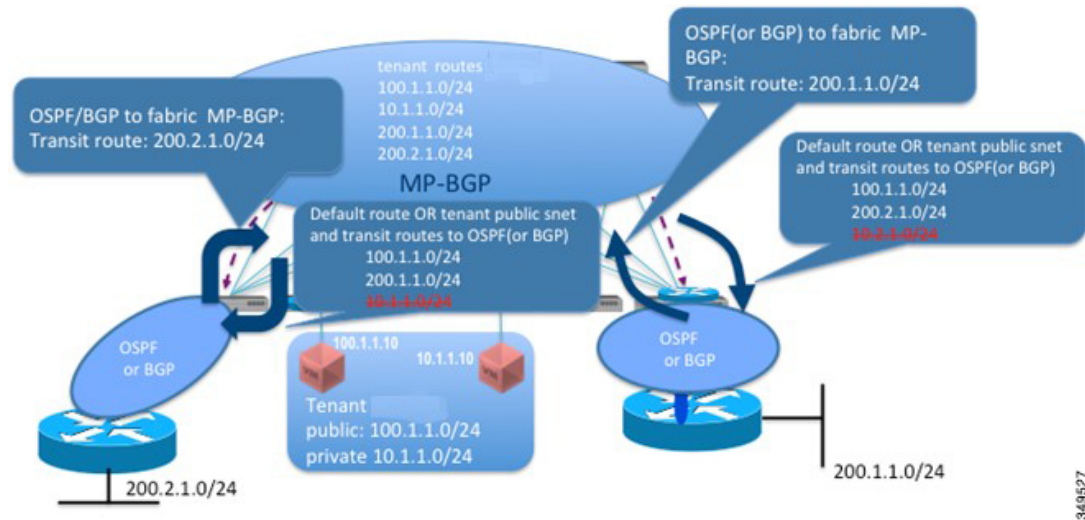 OSPF/BGP to fabric MP-BGP:
Transit route: 200.2.1.0/24
tenant routes
100.1.1.0/24
10.1.1.0/24
200.1.1.0/24
200.2.1.0/24
MP-BGP
OSPF(or BGP) to fabric MP-
BGP:
Transit route: 200.1.1.0/24
Default route OR tenant public snet
and transit routes to OSPF(or BGP)
100.1.1.0/24
200.2.1.0/24
10.2.1.0/24
Default route OR tenant public snet
and transit routes to OSPF(or BGP)
100.1.1.0/24
200.1.1.0/24
10.1.1.0/24
OSPF
or BGP
100.1.1.10
10.1.1.10
VM
VM
Tenant
public: 100.1.1.0/24
private 10.1.1.0/24
OSPF
or BGP
200.2.1.0/24
200.1.1.0/24
349527